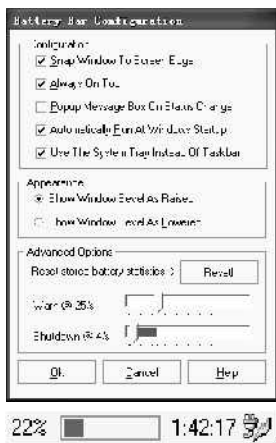 Battery Bar Configuration
Configuration
Snap Window To Screen Edge
Always On Top
Popup Message Box On Status Change
Automatically Run At Windows Startup
Use The System Tray Instead Of Taskbar
Appearance
Show Window Bevel As Raised
Show Window Bevel As Lowered
Advanced Options
Reset stored battery statistics :) Reset!
Warn @ 25%
Shutdown @ 4%
Ok Cancel Help
22% 1:42:17